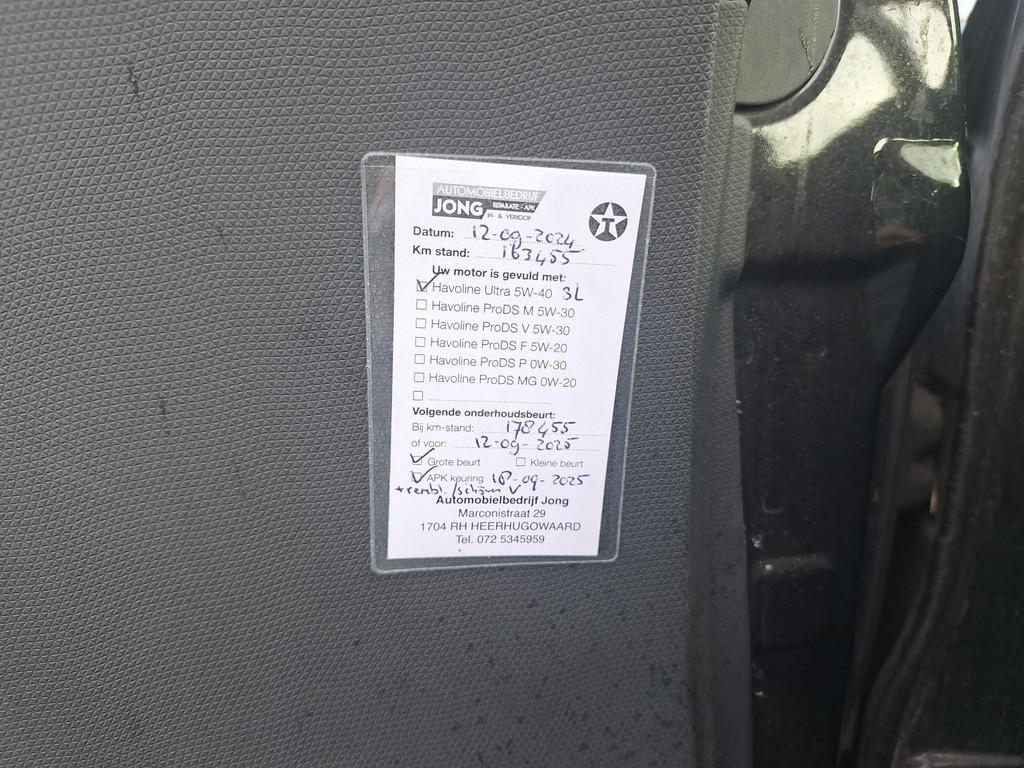 AUTOMOBIELBEDRIJF
JONG REPARATIE - APK
IN- & VERKOOP
T
Datum: 12-09-2024
Km stand: 163455
Uw motor is gevuld met:
Havoline Ultra 5W-40 3L
Havoline ProDS M 5W-30
Havoline ProDS V 5W-30
Havoline ProDS F 5W-20
Havoline ProDS P 0W-30
Havoline ProDS MG 0W-20
Volgende onderhoudsbeurt:
Bij km-stand: 178455
of voor: 12-09-2025
Grote beurt Kleine beurt
APK keuring 18-09-2025
+ rembl./schijven V
Automobielbedrijf Jong
Marconistraat 29
1704 RH HEERHUGOWAARD
Tel. 072 5345959